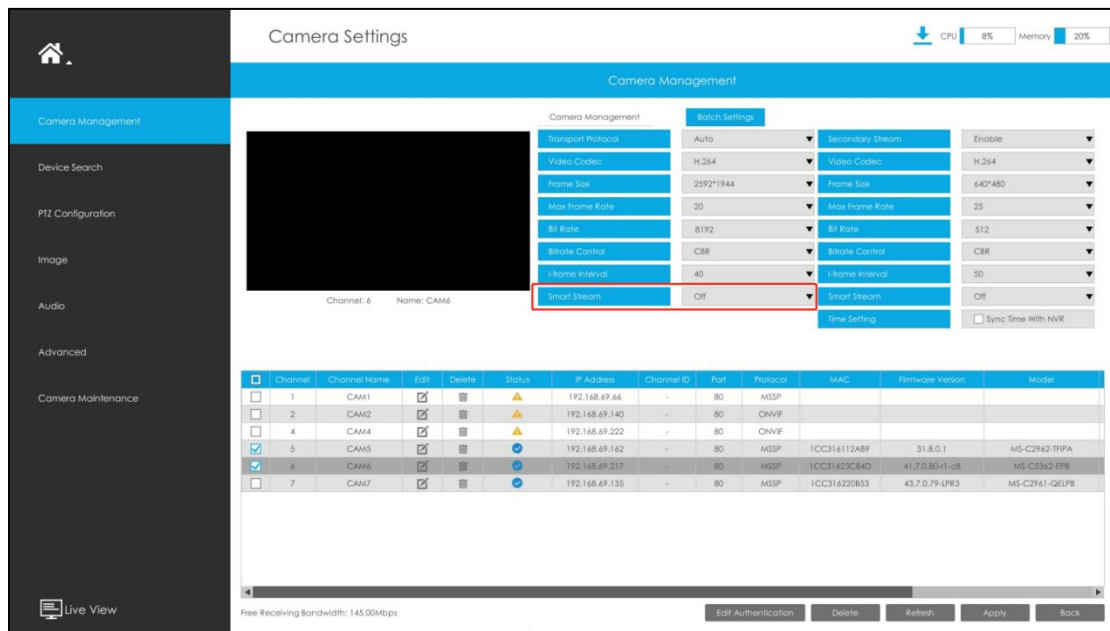 Camera Settings
CPU 8% Memory 20%
Camera Management
Camera Management
Device Search
PTZ Configuration
Image
Audio
Advanced
Camera Maintenance
Live View
Camera Management Batch Settings
Transport Protocol Auto Secondary Stream Enable
Video Codec H.264 Video Codec H.264
Frame Size 2592*1944 Frame Size 640*480
Max Frame Rate 20 Max Frame Rate 25
Bit Rate 8192 Bit Rate 512
Bitrate Control CBR Bitrate Control CBR
I-frame Interval 40 I-frame Interval 50
Smart Stream Off Smart Stream Off
Time Setting Sync Time With NVR
Channel: 6 Name: CAM6
Channel Channel Name Edit Delete Status IP Address Channel ID Port Protocol MAC Firmware Version Model
1 CAM1 192.168.69.66 - 80 MSSP
2 CAM2 192.168.69.140 - 80 ONVIF
4 CAM4 192.168.69.222 - 80 ONVIF
5 CAM5 192.168.69.162 - 80 MSSP 1CC316112AB9 31.8.0.1 MS-C2962-TFIPA
6 CAM6 192.168.69.217 - 80 MSSP 1CC31623C84D 41.7.0.80-r1-c8 MS-C5362-EPB
7 CAM7 192.168.69.135 - 80 MSSP 1CC316220B53 43.7.0.79-LPR3 MS-C2961-QELPB
Free Receiving Bandwidth: 145.00Mbps
Edit Authentication Delete Refresh Apply Back